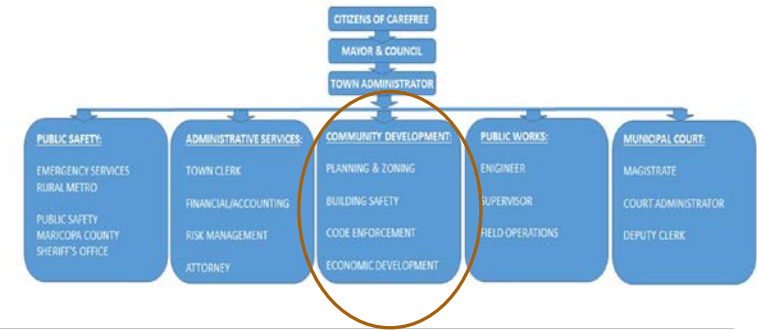 CITIZENS OF CAREFREE
MAYOR & COUNCIL
TOWN ADMINISTRATOR
PUBLIC SAFETY:
EMERGENCY SERVICES
RURAL METRO
PUBLIC SAFETY
MARICOPA COUNTY
SHERIFF'S OFFICE
ADMINISTRATIVE SERVICES:
TOWN CLERK
FINANCIAL/ACCOUNTING
RISK MANAGEMENT
ATTORNEY
COMMUNITY DEVELOPMENT:
PLANNING & ZONING
BUILDING SAFETY
CODE ENFORCEMENT
ECONOMIC DEVELOPMENT
PUBLIC WORKS:
ENIGINEER
SUPERVISOR
FIELD OPERATIONS
MUNICIPAL COURT:
MAGISTRATE
COURT ADMINISTRATOR
DEPUTY CLERK